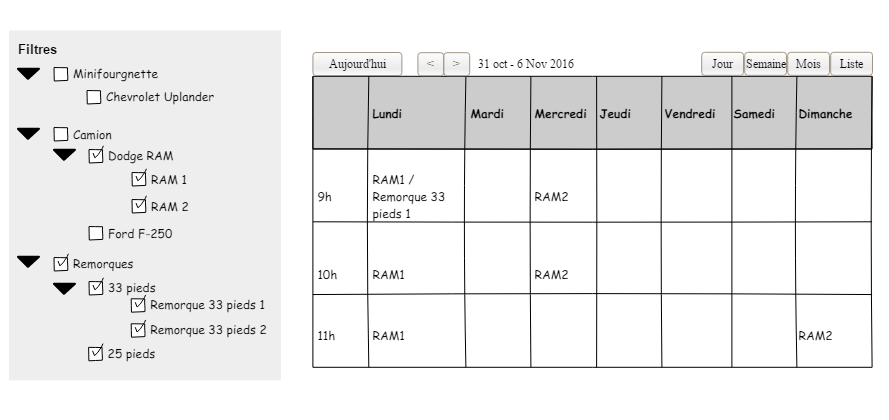 Filtres
Minifourgnette
Chevrolet Uplander
Camion
Dodge RAM
RAM 1
RAM 2
Ford F-250
Remorques
33 pieds
Remorque 33 pieds 1
Remorque 33 pieds 2
25 pieds
Aujourd'hui < > 31 oct - 6 Nov 2016 Jour Semaine Mois Liste
Lundi Mardi Mercredi Jeudi Vendredi Samedi Dimanche
9h RAM1 / Remorque 33 pieds 1 RAM2
10h RAM1 RAM2
11h RAM1 RAM2